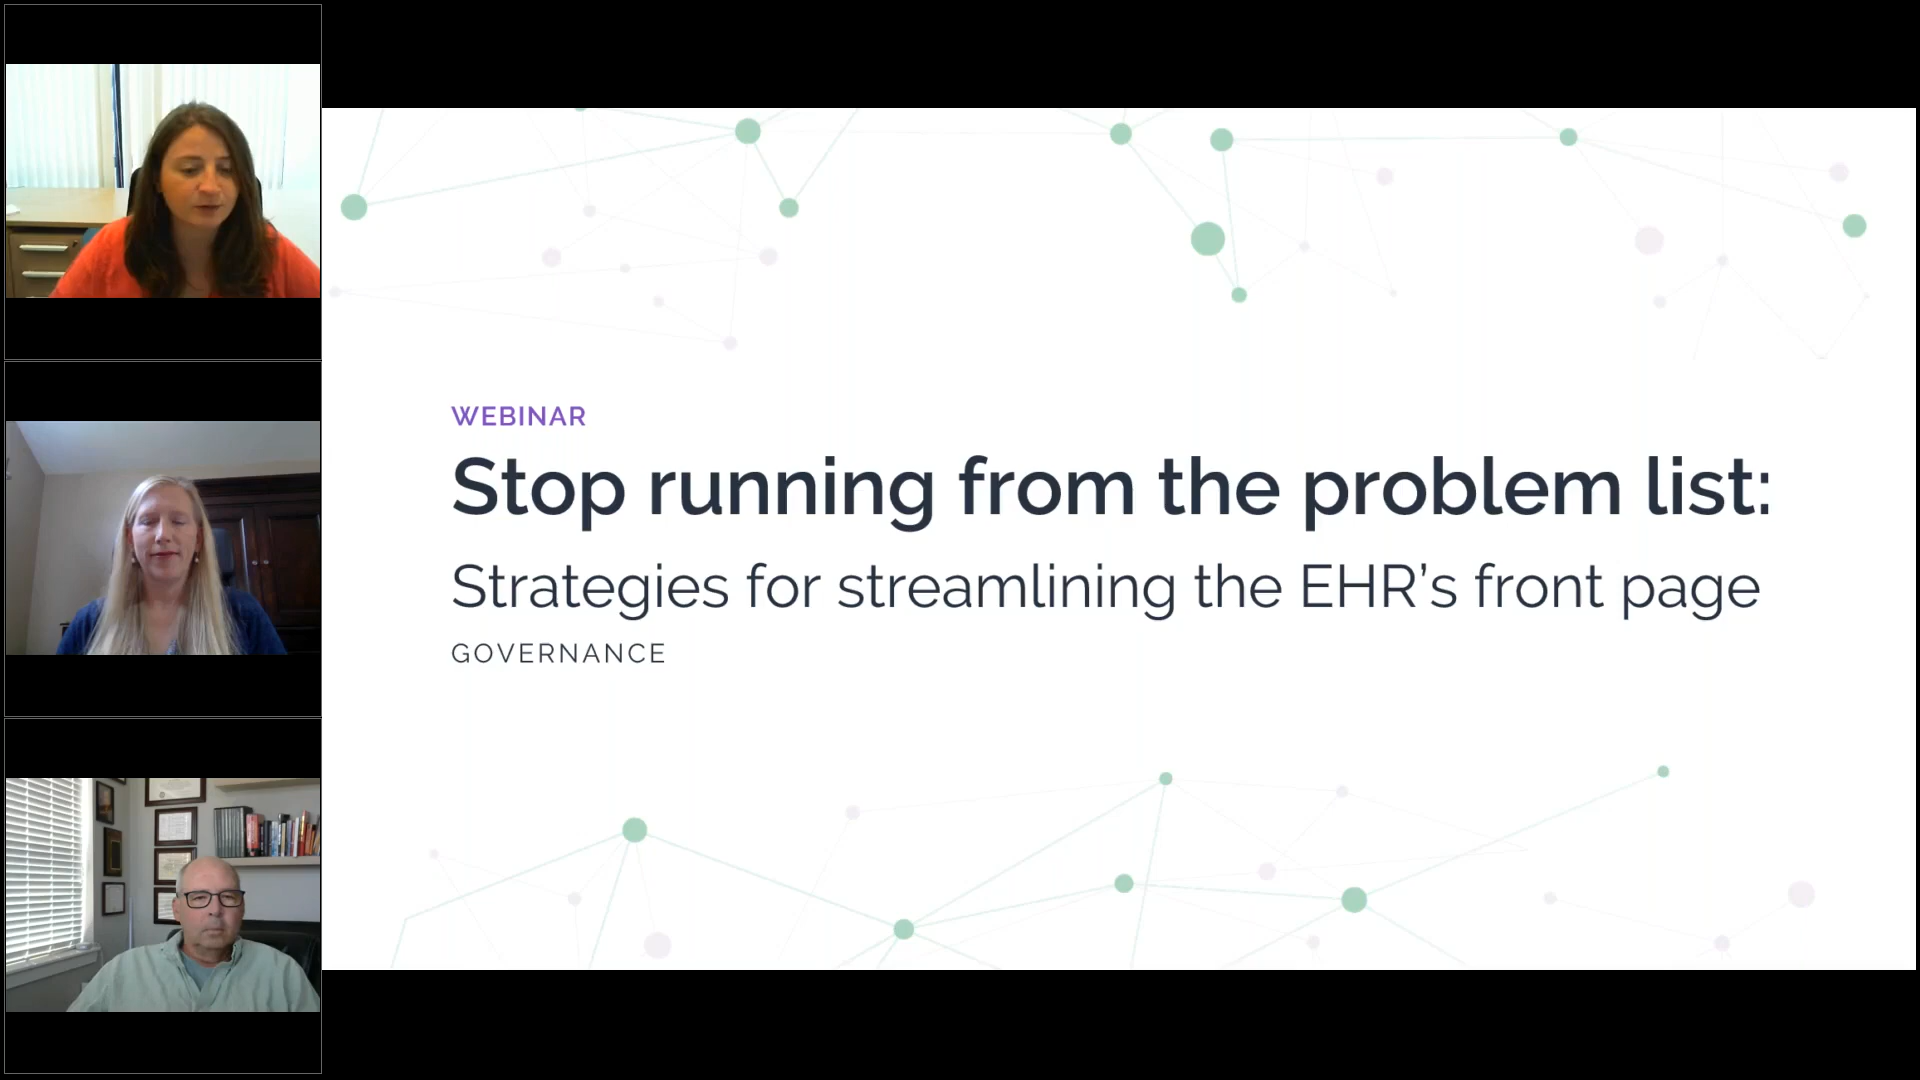 WEBINAR
Stop running from the problem list:
Strategies for streamlining the EHR’s front page
GOVERNANCE